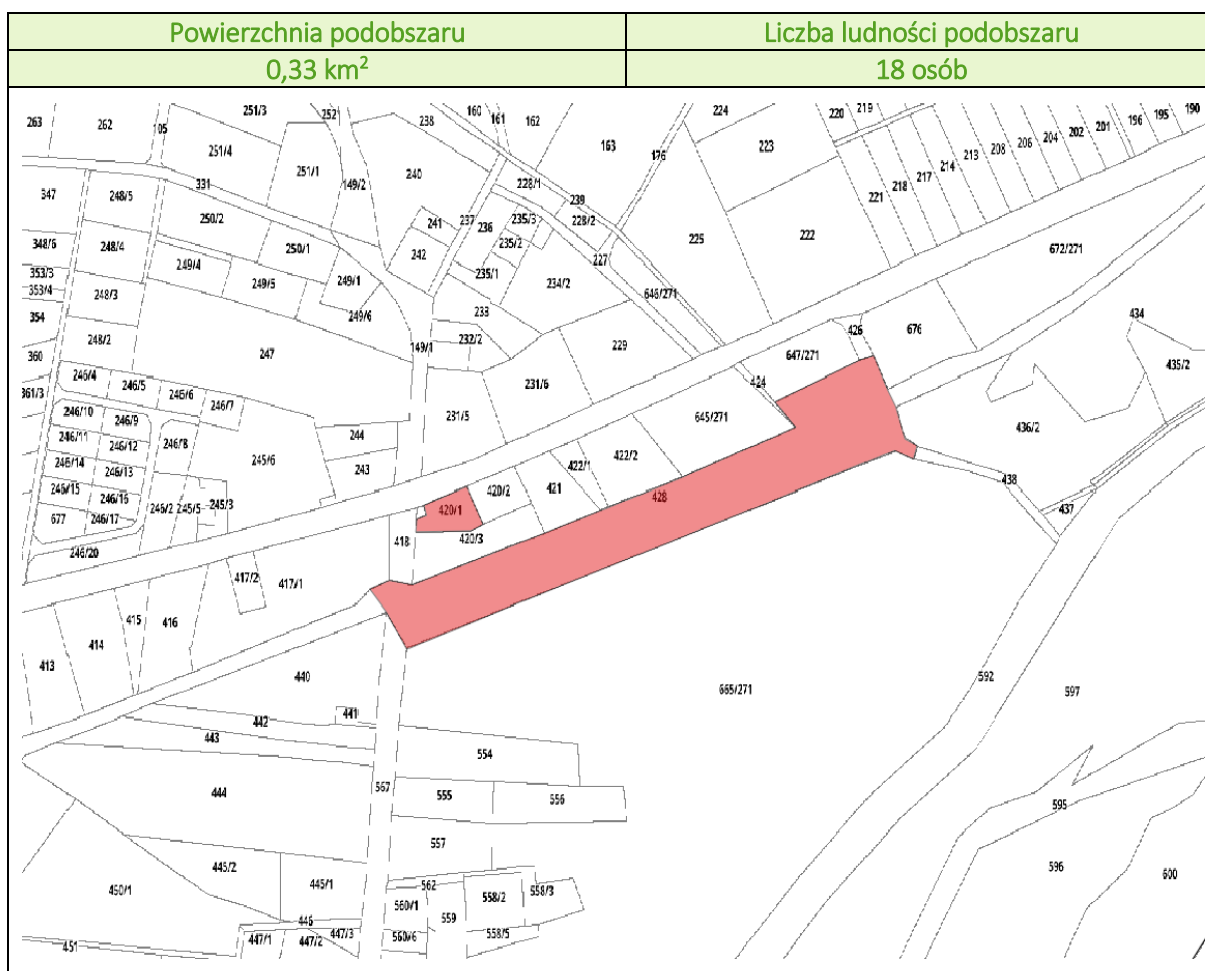 Powierzchnia podobszaru Liczba ludności podobszaru
0,33 km² 18 osób
263 262 105 251/3 252 238 160 161 162 163 176 224 223 220 219 196 195 190
251/4 251/1 149/2 240 228/1 239 228/2 221 218 217 214 213 208 206 204 202 201
331
347 248/5 250/2 241 237 236 235/3 225 222
348/6 248/4 250/1 242 235/2 227 672/271
353/3 249/4 249/5 249/1 235/1 234/2 646/271
353/4 248/3 249/6 233
354 247 149/1 232/2 229 426 676 434
360 248/2 647/271 435/2
361/3 246/4 246/5 246/6 246/7 231/6 424
246/10 246/9 231/5 645/271
246/11 246/12 246/8 244 436/2
246/14 246/13 245/6 243 422/1 422/2
246/15 246/16 420/2 421 428 438
677 246/17 246/2 245/5 245/3 420/1 437
246/20 418 420/3
417/2 417/1
413 414 415 416
440 665/271 592 597
442 441
443 554
444 567 555 556 595
557 596 600
450/1 445/2 445/1 562 558/2 558/3
446 560/1 559
451 447/1 447/2 447/3 560/6 558/5